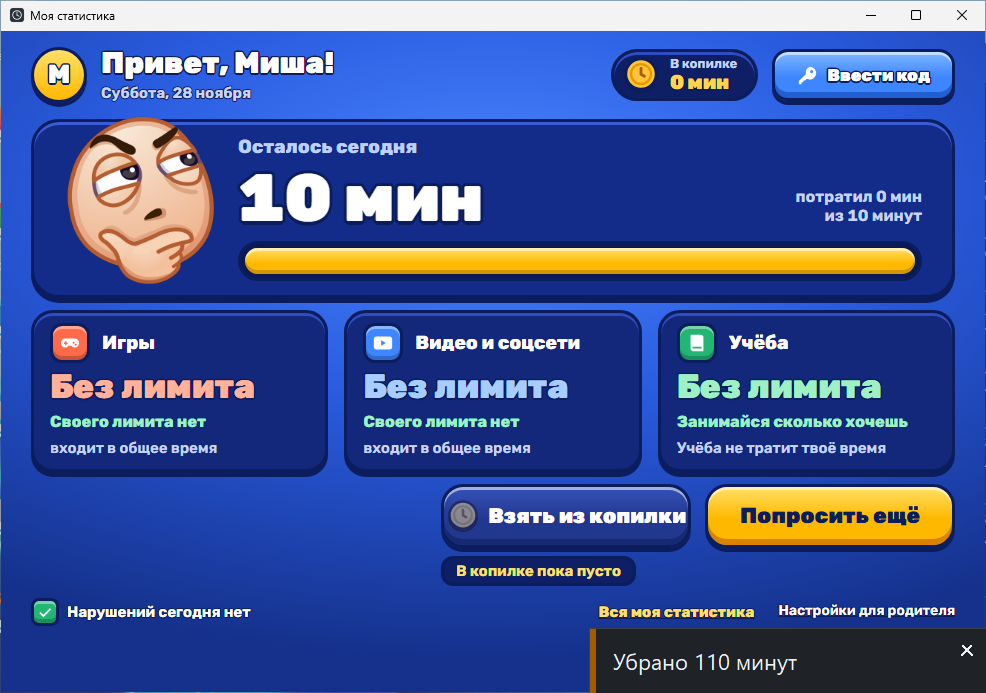 Моя статистика
М
Привет, Миша!
Суббота, 28 ноября
В копилке
0 мин
Ввести код
Осталось сегодня
10 мин
потратил 0 мин
из 10 минут
Игры
Без лимита
Своего лимита нет
входит в общее время
Видео и соцсети
Без лимита
Своего лимита нет
входит в общее время
Учёба
Без лимита
Занимайся сколько хочешь
Учёба не тратит твоё время
Взять из копилки
Попросить ещё
В копилке пока пусто
Нарушений сегодня нет
Вся моя статистика
Настройки для родителя
Убрано 110 минут